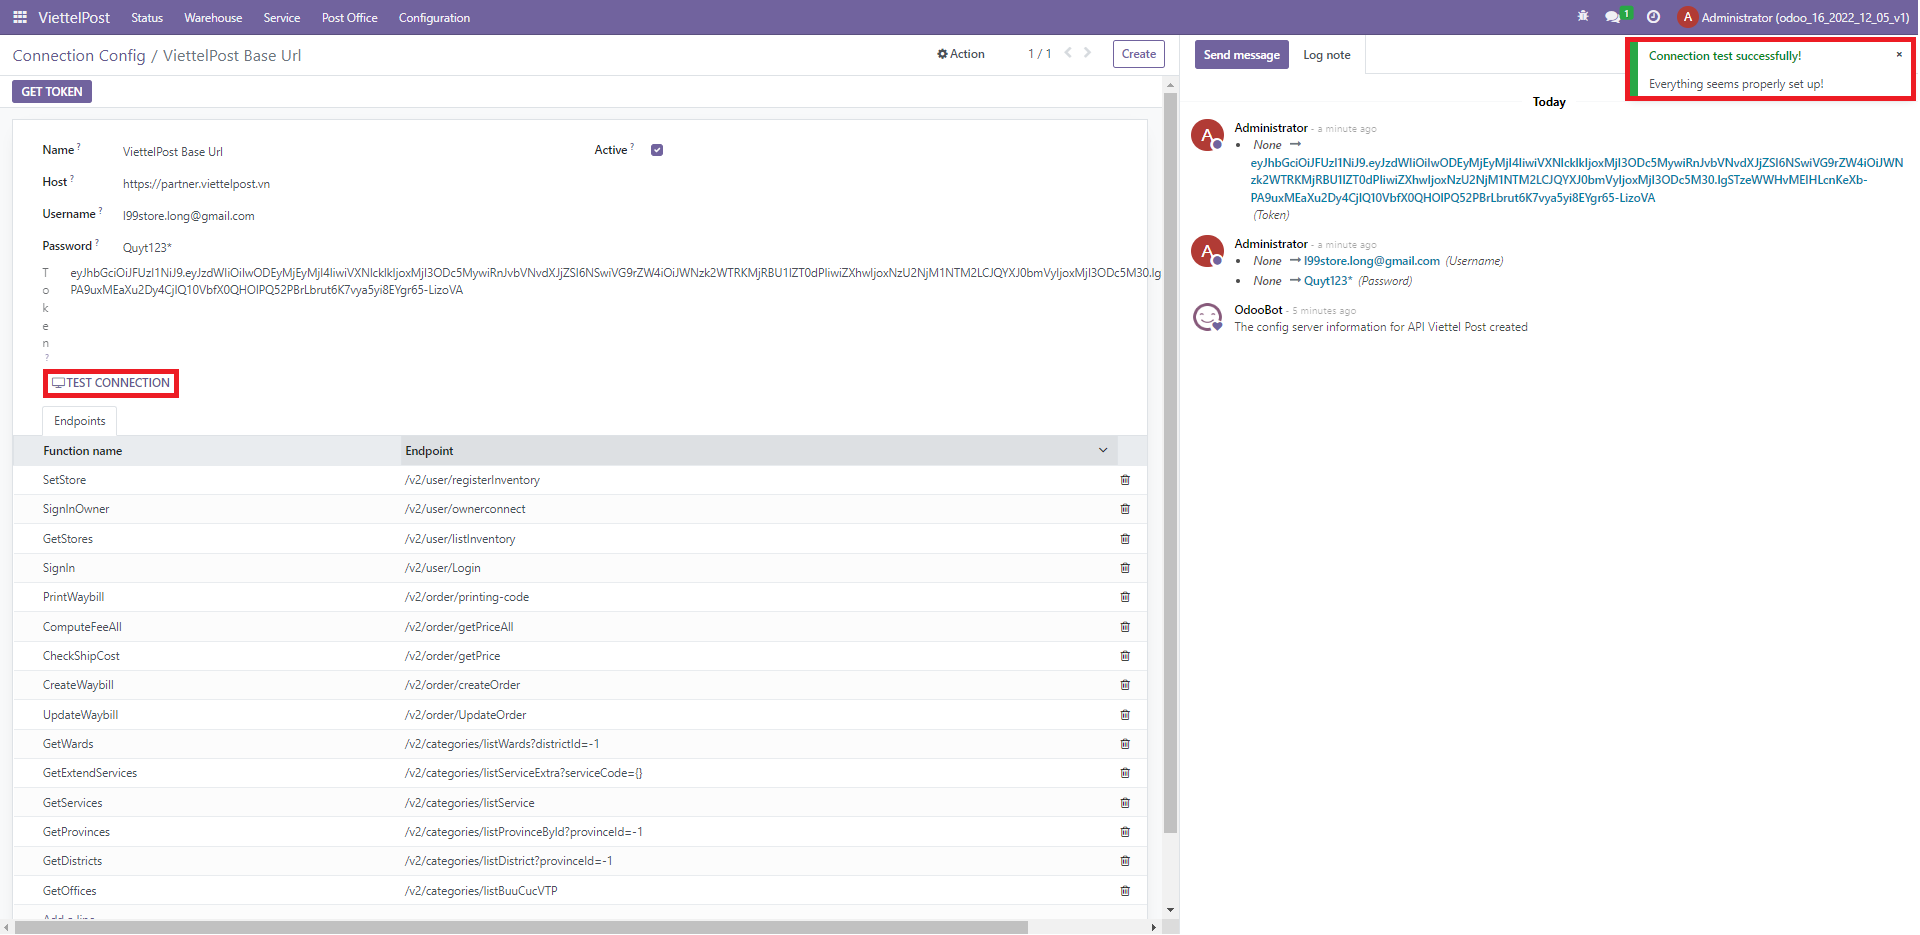 ViettelPost Status Warehouse Service Post Office Configuration 1 A Administrator (odoo_16_2022_12_05_v1)
Connection Config / ViettelPost Base Url Action 1 / 1 Create
GET TOKEN
Name ? ViettelPost Base Url Active ?
Host ? https://partner.viettelpost.vn
Username ? l99store.long@gmail.com
Password ? Quyt123*
Token ?
PA9uxMEaXu2Dy4CjlQ10VbfX0QHOlPQ52PBrLbrut6K7vya5yi8EYgr65-LizoVA
TEST CONNECTION
Endpoints
Function name Endpoint
SetStore /v2/user/registerInventory
SignInOwner /v2/user/ownerconnect
GetStores /v2/user/listInventory
SignIn /v2/user/Login
PrintWaybill /v2/order/printing-code
ComputeFeeAll /v2/order/getPriceAll
CheckShipCost /v2/order/getPrice
CreateWaybill /v2/order/createOrder
UpdateWaybill /v2/order/UpdateOrder
GetWards /v2/categories/listWards?districtId=-1
GetExtendServices /v2/categories/listServiceExtra?serviceCode={}
GetServices /v2/categories/listService
GetProvinces /v2/categories/listProvinceById?provinceId=-1
GetDistricts /v2/categories/listDistrict?provinceId=-1
GetOffices /v2/categories/listBuuCucVTP
Add a line
Send message Log note
Connection test successfully! ×
Everything seems properly set up!
Today
A Administrator - a minute ago
• None →
PA9uxMEaXu2Dy4CjlQ10VbfX0QHOlPQ52PBrLbrut6K7vya5yi8EYgr65-LizoVA
(Token)
A Administrator - a minute ago
• None → l99store.long@gmail.com (Username)
• None → Quyt123* (Password)
OdooBot - 5 minutes ago
The config server information for API Viettel Post created